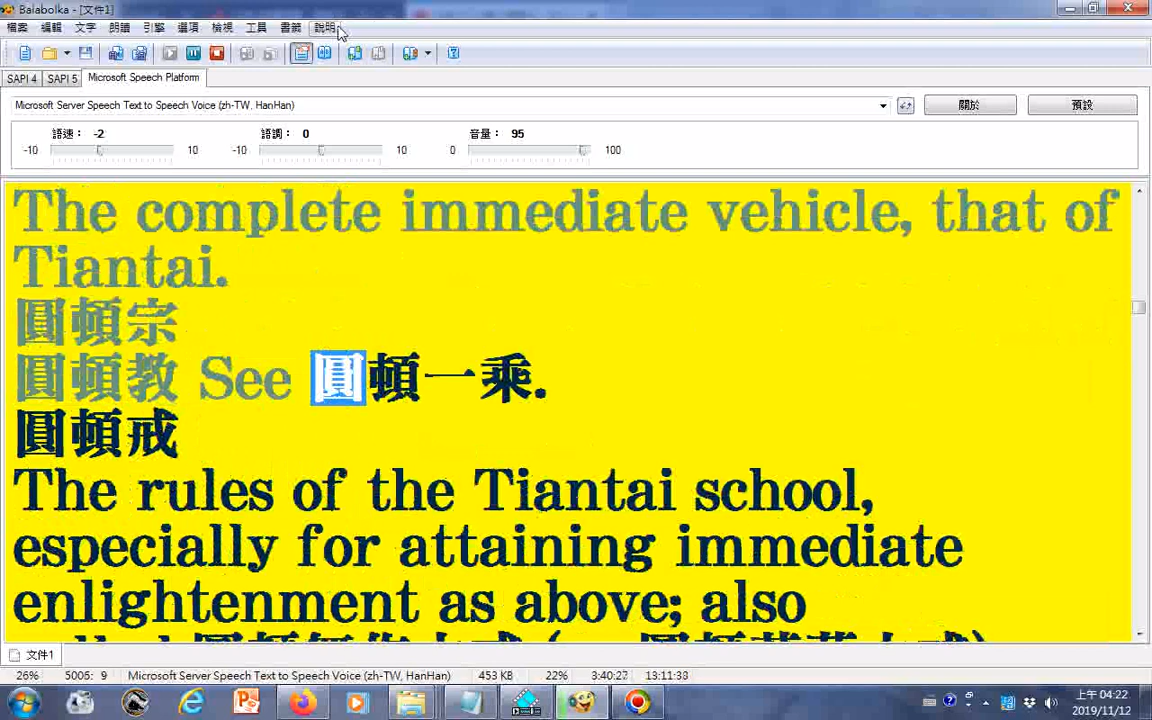 Balabolka - [文件1]
檔案 編輯 文字 朗讀 引擎 選項 檢視 工具 書籤 說明
SAPI 4 SAPI 5 Microsoft Speech Platform
Microsoft Server Speech Text to Speech Voice (zh-TW, HanHan) 關於 預設
語速： -2 語調： 0 音量： 95
-10 10 -10 10 0 100
The complete immediate vehicle, that of
Tiantai.
圓頓宗
圓頓教 See 圓頓一乘.
圓頓戒
The rules of the Tiantai school,
especially for attaining immediate
enlightenment as above; also
文件1
26% 5005: 9 Microsoft Server Speech Text to Speech Voice (zh-TW, HanHan) 453 KB 22% 3:40:27 13:11:38
上午 04:22
2019/11/12